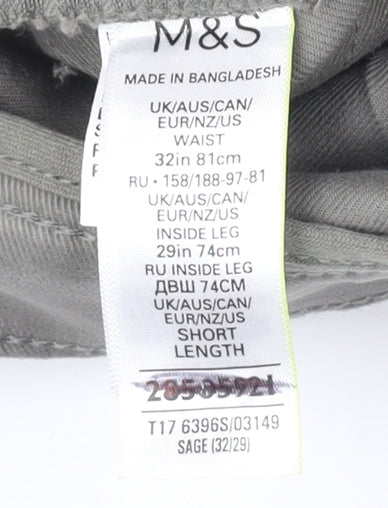 M&S
MADE IN BANGLADESH
UK/AUS/CAN/
EUR/NZ/US
WAIST
32in 81cm
RU • 158/188-97-81
UK/AUS/CAN/
EUR/NZ/US
INSIDE LEG
29in 74cm
RU INSIDE LEG
ДВШ 74CM
UK/AUS/CAN/
EUR/NZ/US
SHORT
LENGTH
T17 6396S/03149
SAGE (32/29)